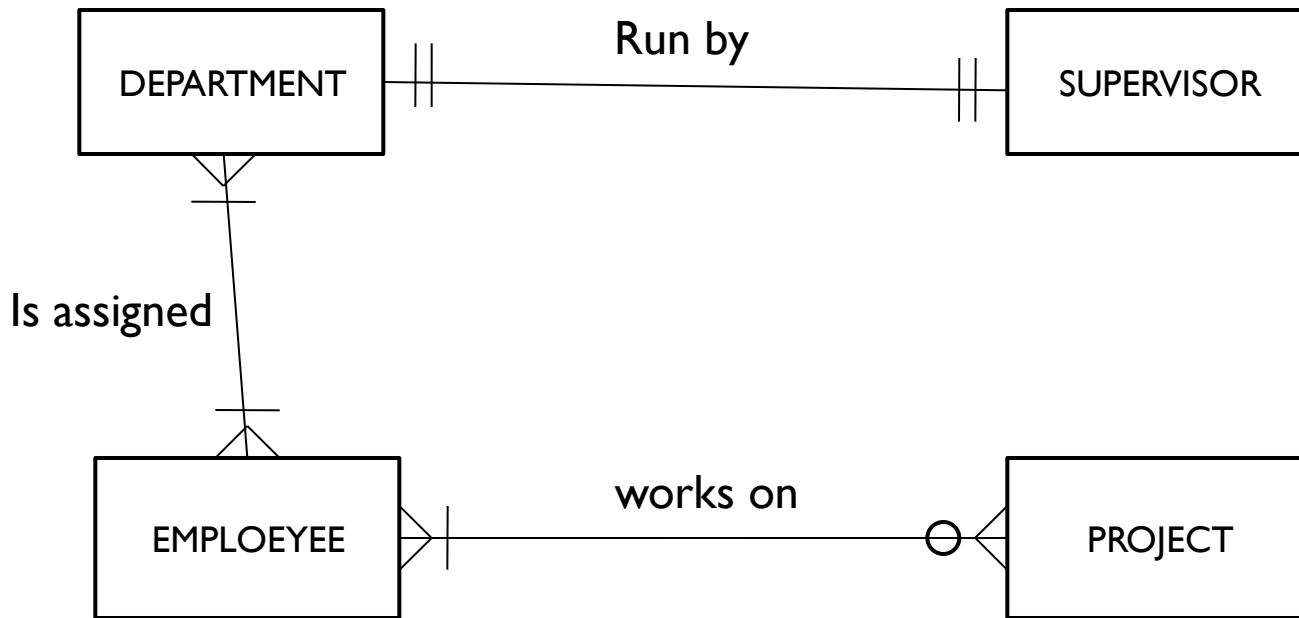 Run by
DEPARTMENT
SUPERVISOR
Is assigned
works on
EMPLOEYEE
PROJECT